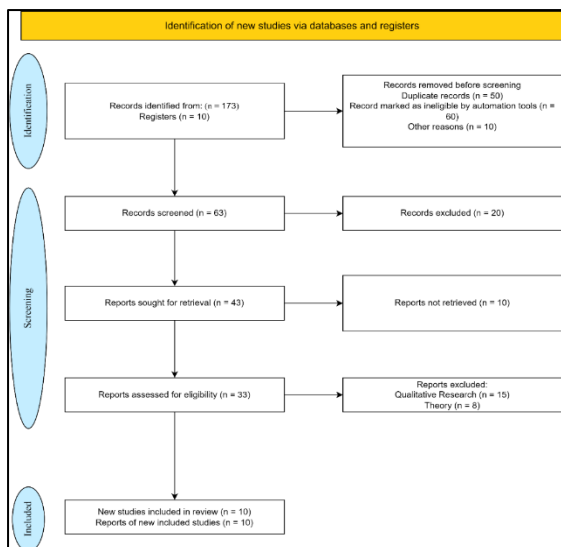 Identification of new studies via databases and registers
Identification
Records identified from: (n = 173)
Registers (n = 10)
Records removed before screening
Duplicate records (n = 50)
Record marked as ineligible by automation tools (n =
60)
Other reasons (n = 10)
Screening
Records screened (n = 63)
Records excluded (n = 20)
Reports sought for retrieval (n = 43)
Reports not retrieved (n = 10)
Reports assessed for eligibility (n = 33)
Reports excluded:
Qualitative Research (n = 15)
Theory (n = 8)
Included
New studies included in review (n = 10)
Reports of new included studies (n = 10)